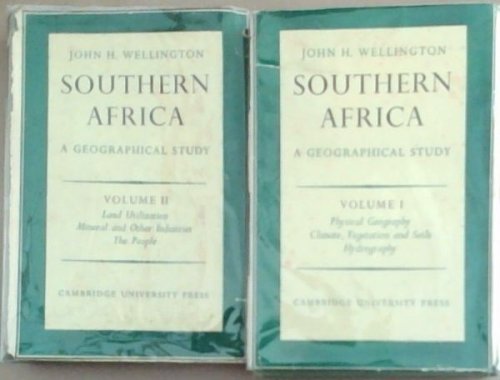 JOHN H. WELLINGTON
SOUTHERN
AFRICA
A GEOGRAPHICAL STUDY
VOLUME II
Land Utilization
Mineral and Other Industries
The People
CAMBRIDGE UNIVERSITY PRESS
JOHN H. WELLINGTON
SOUTHERN
AFRICA
A GEOGRAPHICAL STUDY
VOLUME I
Physical Geography
Climate, Vegetation and Soils
Hydrography
CAMBRIDGE UNIVERSITY PRESS